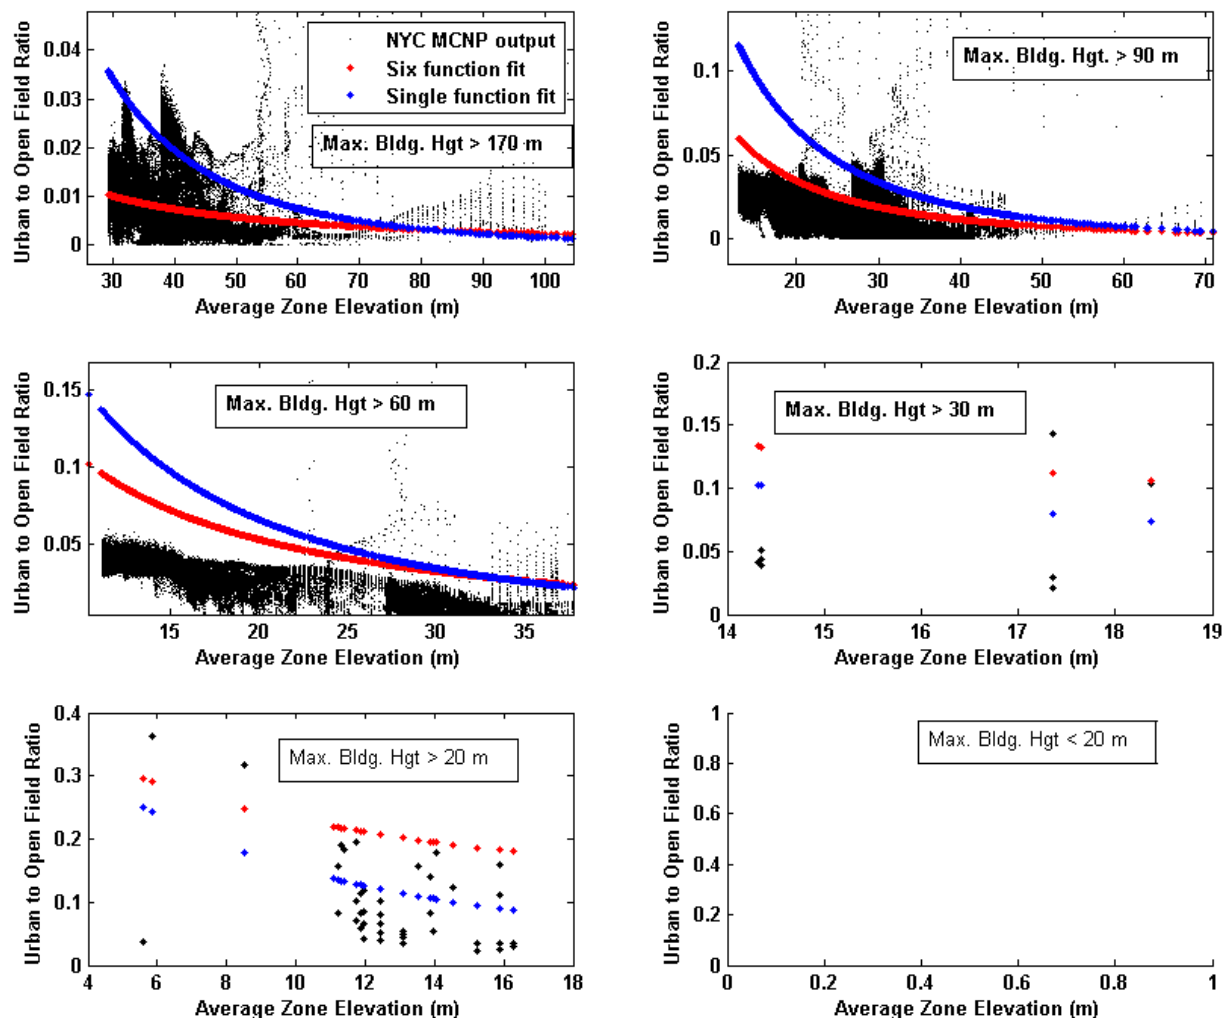 NYC MCNP output
Six function fit
Single function fit
Max. Bldg. Hgt > 170 m
Urban to Open Field Ratio
0.04
0.03
0.02
0.01
0
30 40 50 60 70 80 90 100
Average Zone Elevation (m)
Max. Bldg. Hgt. > 90 m
Urban to Open Field Ratio
0.1
0.05
0
20 30 40 50 60 70
Average Zone Elevation (m)
Max. Bldg. Hgt > 60 m
Urban to Open Field Ratio
0.15
0.1
0.05
15 20 25 30 35
Average Zone Elevation (m)
Max. Bldg. Hgt > 30 m
Urban to Open Field Ratio
0.2
0.15
0.1
0.05
0
14 15 16 17 18 19
Average Zone Elevation (m)
Max. Bldg. Hgt > 20 m
Urban to Open Field Ratio
0.4
0.3
0.2
0.1
0
4 6 8 10 12 14 16 18
Average Zone Elevation (m)
Max. Bldg. Hgt < 20 m
Urban to Open Field Ratio
1
0.8
0.6
0.4
0.2
0
0 0.2 0.4 0.6 0.8 1
Average Zone Elevation (m)